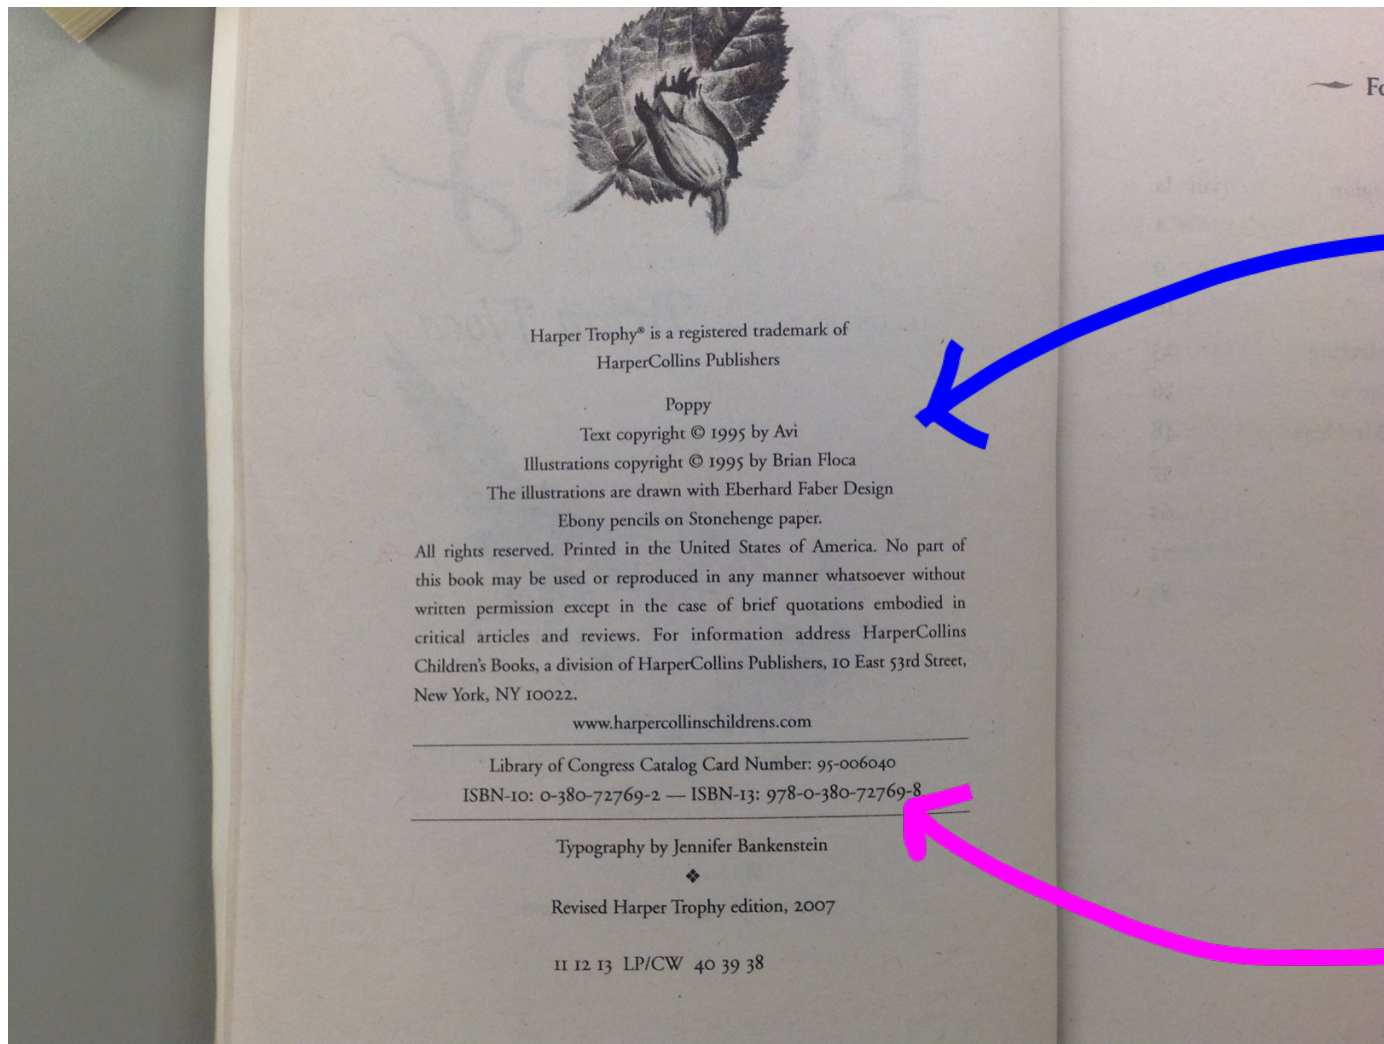 Harper Trophy® is a registered trademark of
HarperCollins Publishers
Poppy
Text copyright © 1995 by Avi
Illustrations copyright © 1995 by Brian Floca
The illustrations are drawn with Eberhard Faber Design
Ebony pencils on Stonehenge paper.
All rights reserved. Printed in the United States of America. No part of
this book may be used or reproduced in any manner whatsoever without
written permission except in the case of brief quotations embodied in
critical articles and reviews. For information address HarperCollins
Children's Books, a division of HarperCollins Publishers, 10 East 53rd Street,
New York, NY 10022.
www.harpercollinschildrens.com
Library of Congress Catalog Card Number: 95-006040
ISBN-10: 0-380-72769-2 — ISBN-13: 978-0-380-72769-8
Typography by Jennifer Bankenstein
❖
Revised Harper Trophy edition, 2007
11 12 13 LP/CW 40 39 38